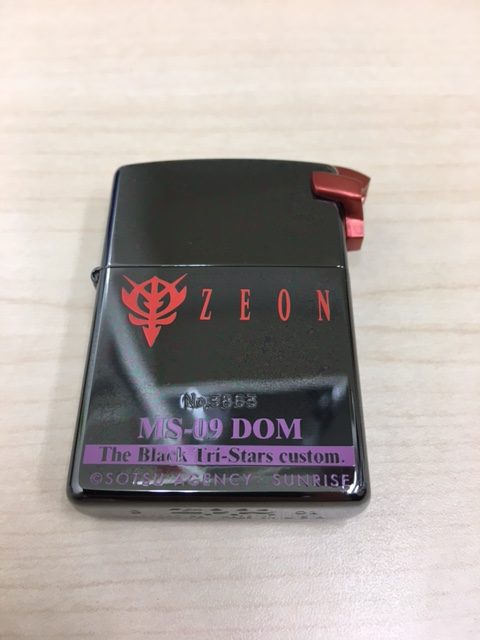 ZEON
MS-09 DOM
The Black Tri-Stars custom.
©SOTSU AGENCY · SUNRISE